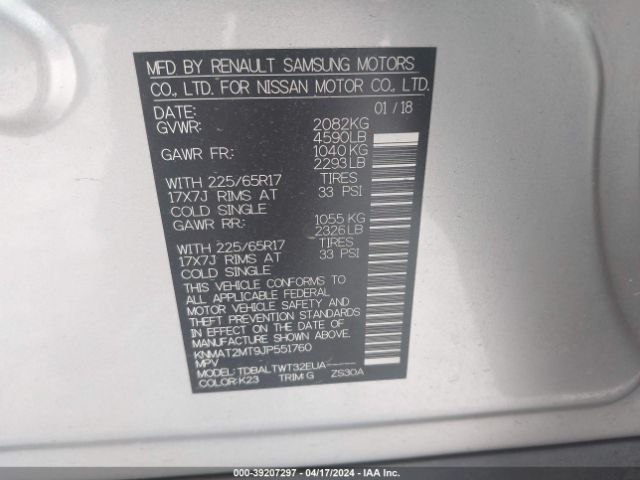 MFD BY RENAULT SAMSUNG MOTORS
CO., LTD. FOR NISSAN MOTOR CO., LTD.
DATE: 01 / 18
GVWR: 2082KG
4590LB
GAWR FR: 1040KG
2293LB
WITH 225/65R17 TIRES
17X7J RIMS AT 33 PSI
COLD SINGLE
GAWR RR: 1055 KG
2326LB
WITH 225/65R17 TIRES
17X7J RIMS AT 33 PSI
COLD SINGLE
THIS VEHICLE CONFORMS TO
ALL APPLICABLE FEDERAL
MOTOR VEHICLE SAFETY AND
THEFT PREVENTION STANDARDS
IN EFFECT ON THE DATE OF
MANUFACTURE SHOWN ABOVE.
KNMAT2MT9JP551760
MPV
MODEL: TDBALTWT32EUA-----
COLOR:K23 TRIM:G ZS30A
000-39207297 - 04/17/2024 - IAA Inc.